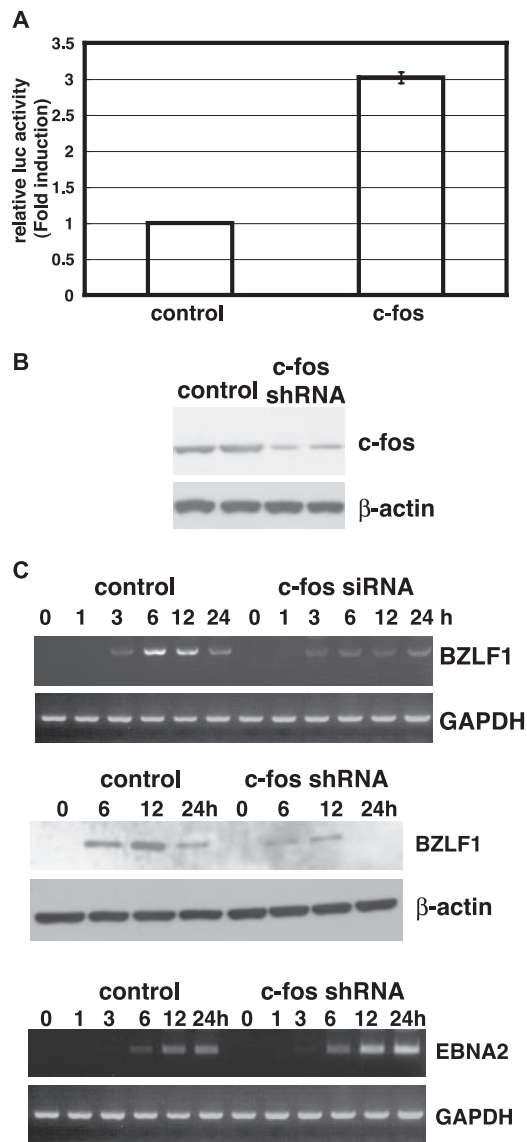 A
relative luc activity
(Fold induction)
3.5
3
2.5
2
1.5
1
0.5
0
control c-fos
B
control c-fos shRNA
c-fos
β-actin
C
control c-fos siRNA
0 1 3 6 12 24 0 1 3 6 12 24 h
BZLF1
GAPDH
control c-fos shRNA
0 6 12 24h 0 6 12 24h
BZLF1
β-actin
control c-fos shRNA
0 1 3 6 12 24h 0 1 3 6 12 24h
EBNA2
GAPDH